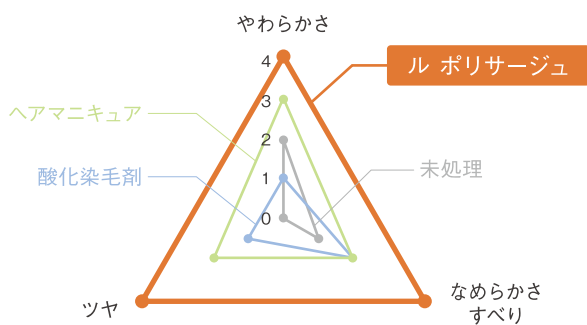 やわらかさ
4
ル ポリサージュ
3
ヘアマニキュア
2
未処理
酸化染毛剤
1
0
ツヤ
なめらかさ
すべり